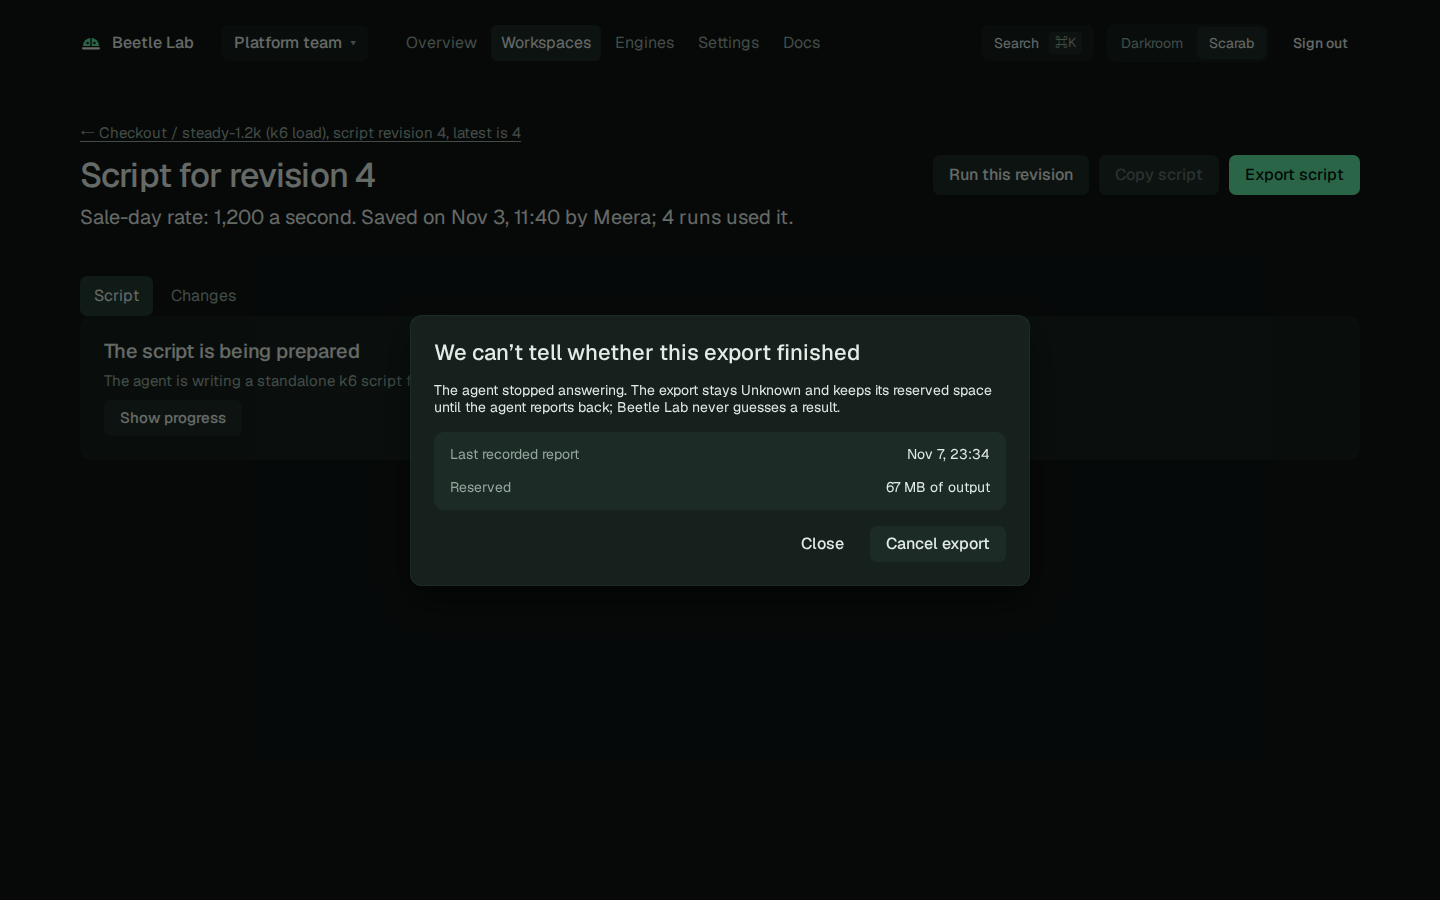 Beetle Lab
Platform team
Overview
Workspaces
Engines
Settings
Docs
Search ⌘K
Darkroom
Scarab
Sign out
← Checkout / steady-1.2k (k6 load), script revision 4, latest is 4
Script for revision 4
Run this revision
Copy script
Export script
Sale-day rate: 1,200 a second. Saved on Nov 3, 11:40 by Meera; 4 runs used it.
Script
Changes
The script is being prepared
The agent is writing a standalone k6 script
Show progress
We can’t tell whether this export finished
The agent stopped answering. The export stays Unknown and keeps its reserved space
until the agent reports back; Beetle Lab never guesses a result.
Last recorded report
Nov 7, 23:34
Reserved
67 MB of output
Close
Cancel export